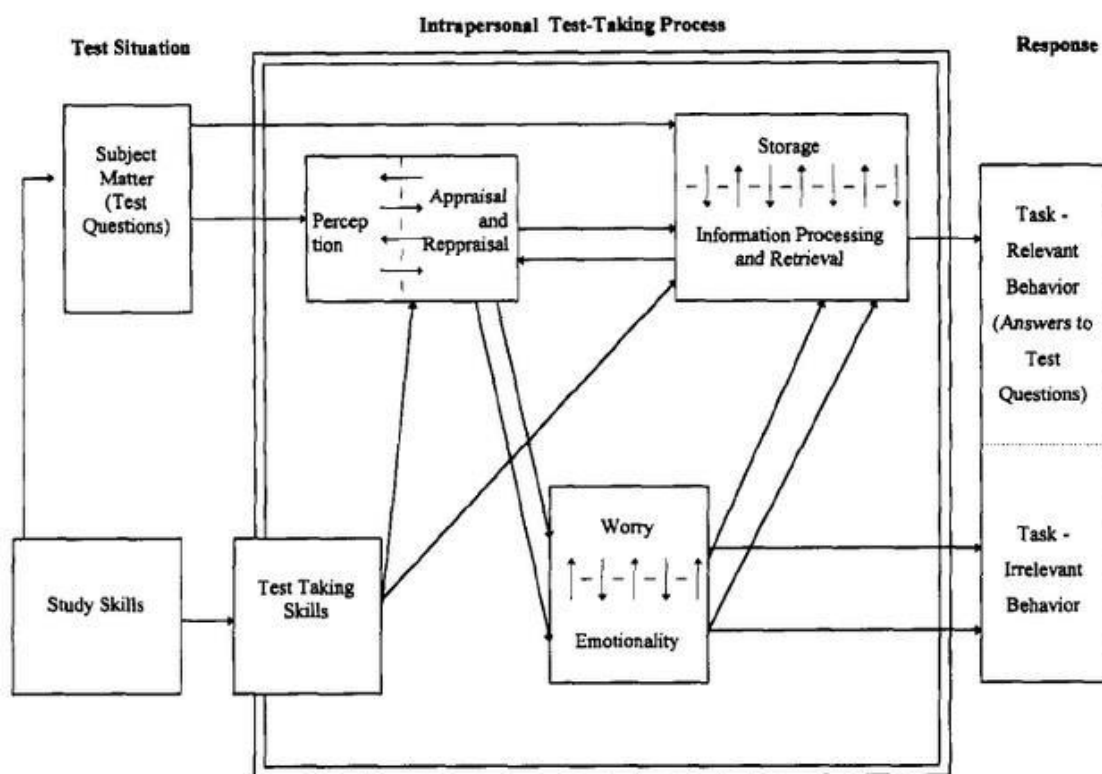 Intrapersonal Test-Taking Process
Test Situation
Response
Subject
Matter
(Test
Questions)
Percep
tion
Appraisal
and
Reppraisal
Storage
Information Processing
and Retrieval
Task -
Relevant
Behavior
(Answers to
Test
Questions)
Study Skills
Test Taking
Skills
Worry
Emotionality
Task -
Irrelevant
Behavior